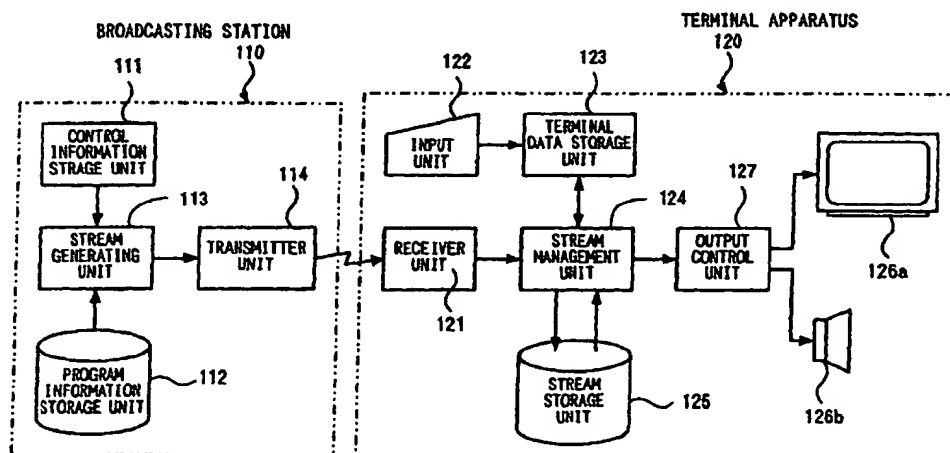 BROADCASTING STATION
110
TERMINAL APPARATUS
120
111
CONTROL
INFORMATION
STRAGE UNIT
113
STREAM
GENERATING
UNIT
114
TRANSMITTER
UNIT
PROGRAM
INFORMATION
STORAGE UNIT
112
122
INPUT
UNIT
123
TERMINAL
DATA STORAGE
UNIT
RECEIVER
UNIT
121
124
STREAM
MANAGEMENT
UNIT
127
OUTPUT
CONTROL
UNIT
126a
126b
STREAM
STORAGE
UNIT
125